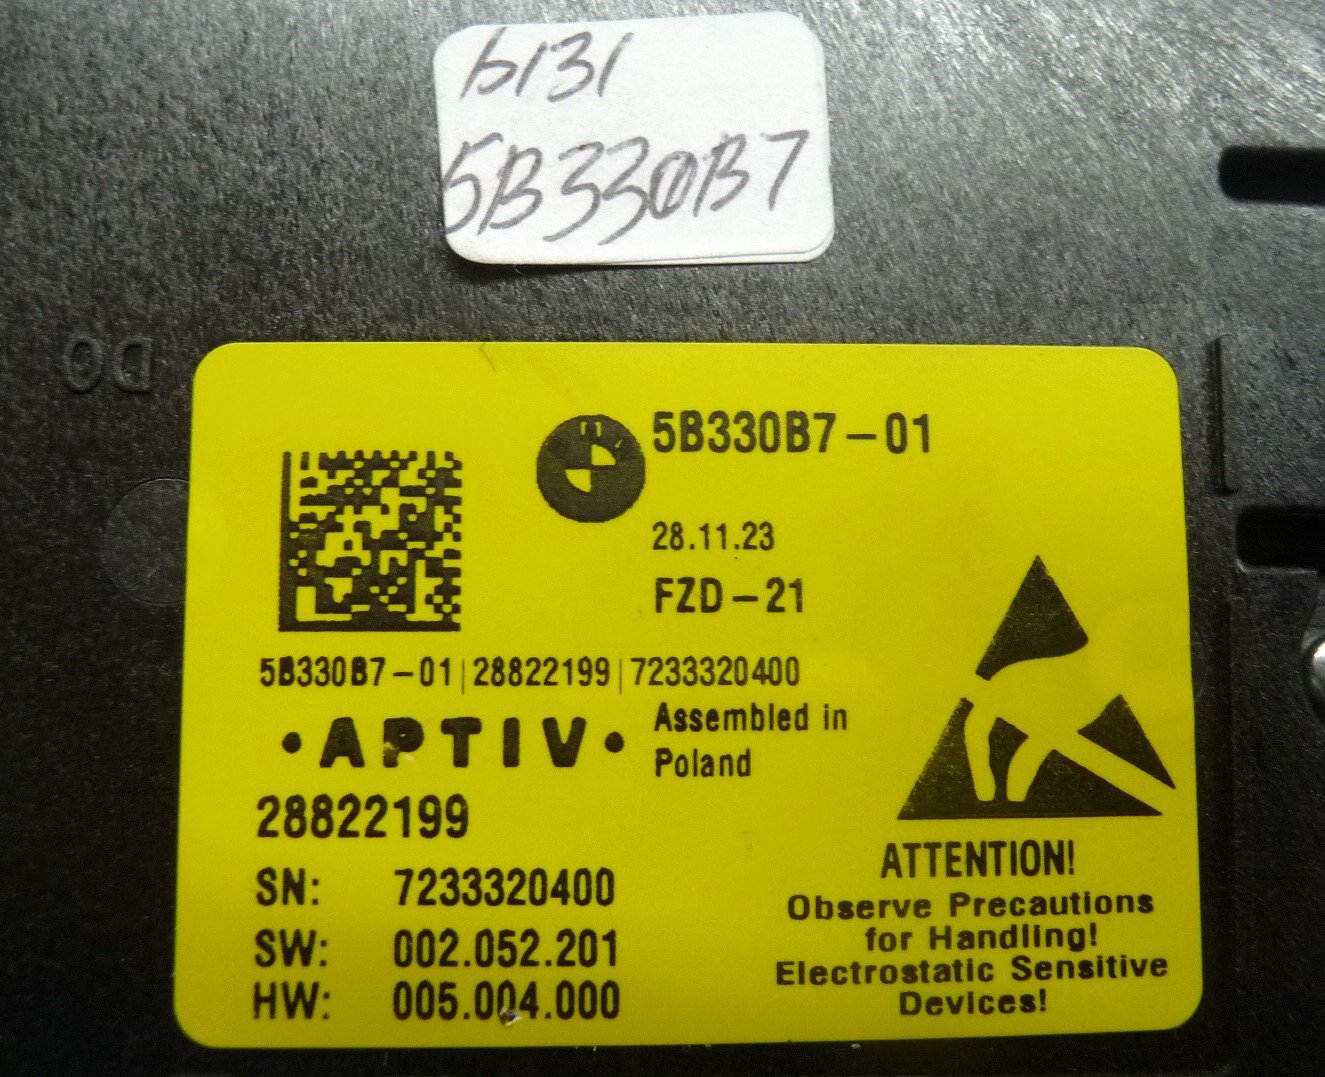 b131
5B330B7
DO
5B330B7-01
28.11.23
FZD-21
5B330B7-01|28822199|7233320400
•APTIV•
Assembled in
Poland
28822199
SN: 7233320400
SW: 002.052.201
HW: 005.004.000
ATTENTION!
Observe Precautions
for Handling!
Electrostatic Sensitive
Devices!